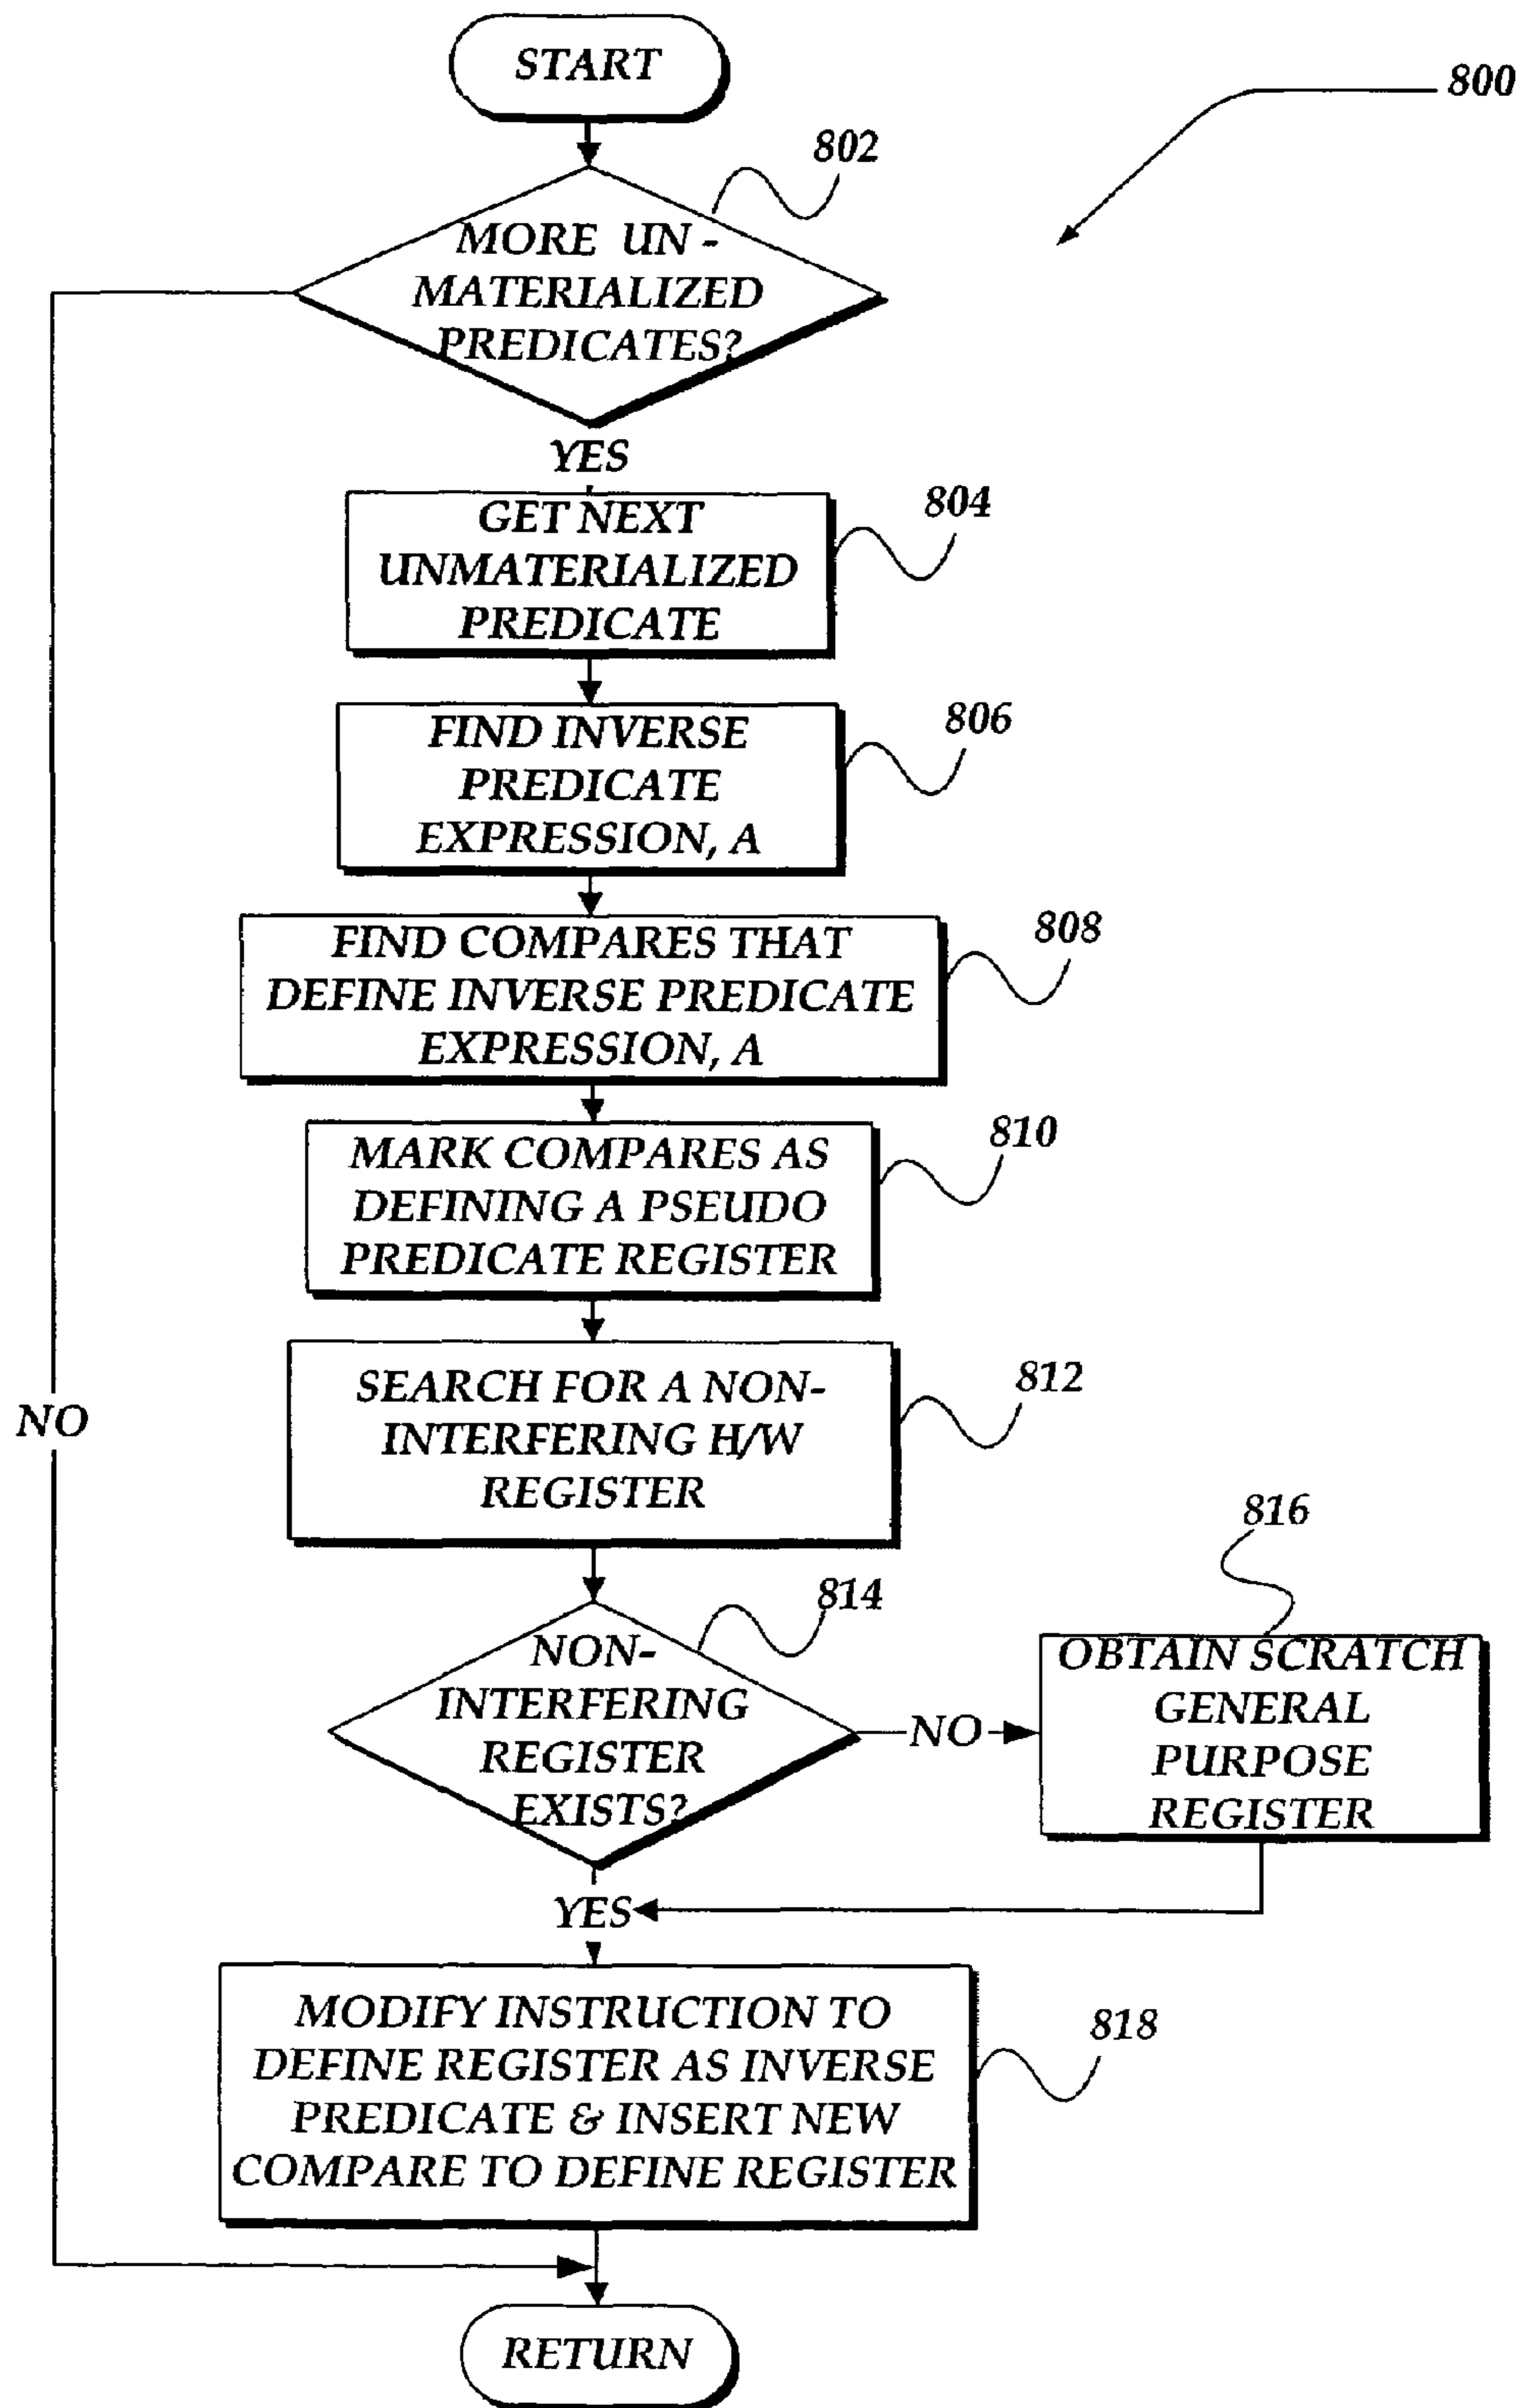 START
800
802
MORE UN-
MATERIALIZED
PREDICATES?
YES
GET NEXT
UNMATERIALIZED
PREDICATE
804
FIND INVERSE
PREDICATE
EXPRESSION, A
806
FIND COMPARES THAT
DEFINE INVERSE PREDICATE
EXPRESSION, A
808
MARK COMPARES AS
DEFINING A PSEUDO
PREDICATE REGISTER
810
SEARCH FOR A NON-
INTERFERING H/W
REGISTER
812
NO
814
NON-
INTERFERING
REGISTER
EXISTS?
NO
816
OBTAIN SCRATCH
GENERAL
PURPOSE
REGISTER
YES
MODIFY INSTRUCTION TO
DEFINE REGISTER AS INVERSE
PREDICATE & INSERT NEW
COMPARE TO DEFINE REGISTER
818
RETURN